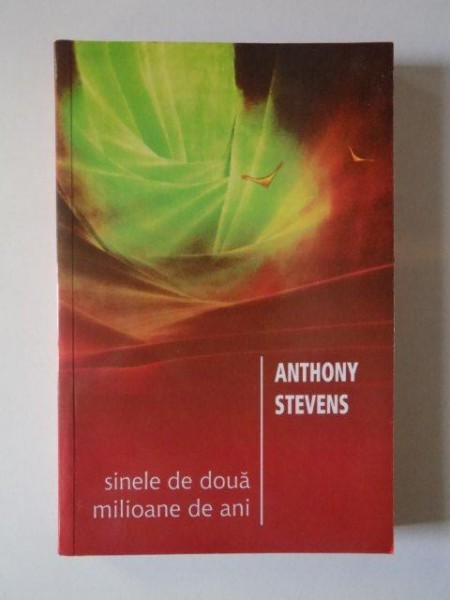 ANTHONY
STEVENS
sinele de două
milioane de ani